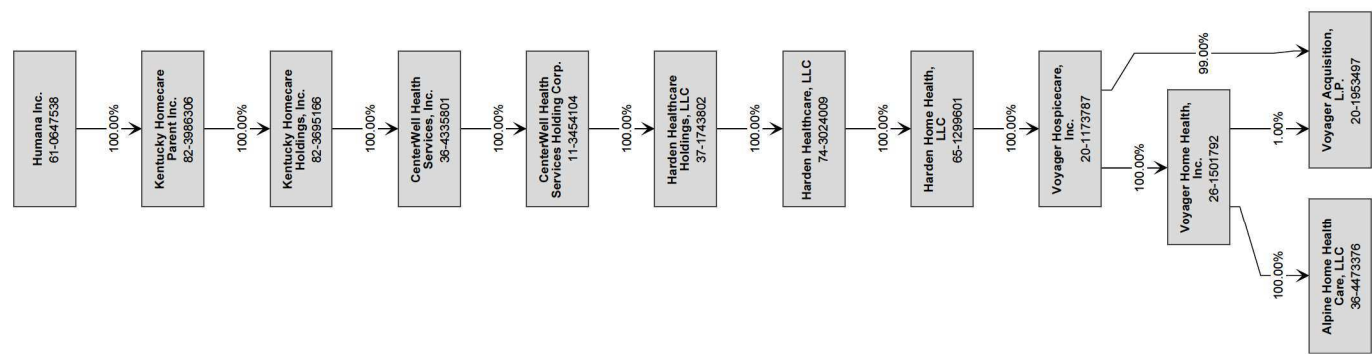 Humana Inc.
61-0647538
100.00%
Kentucky Homecare
Parent Inc.
82-3986306
100.00%
Kentucky Homecare
Holdings, Inc.
82-3695166
100.00%
CenterWell Health
Services, Inc.
36-4335801
100.00%
CenterWell Health
Services Holding Corp.
11-3454104
100.00%
Harden Healthcare
Holdings, LLC
37-1743802
100.00%
Harden Healthcare, LLC
74-3024009
100.00%
Harden Home Health,
LLC
65-1299601
100.00%
Voyager Hospicecare,
Inc.
20-1173787
100.00%
99.00%
Voyager Home Health,
Inc.
26-1501792
100.00%
1.00%
Alpine Home Health
Care, LLC
36-4473376
Voyager Acquisition,
L.P.
20-1953497